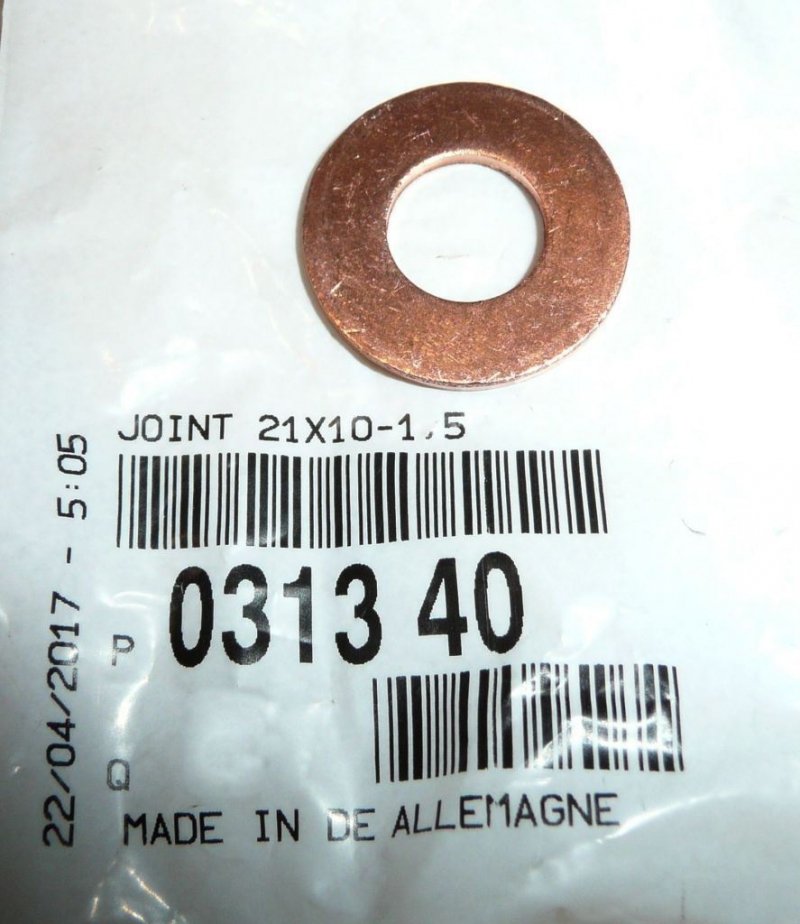 JOINT 21X10-1,5
P 0313 40
Q
MADE IN DE ALLEMAGNE
22/04/2017 - 5:05